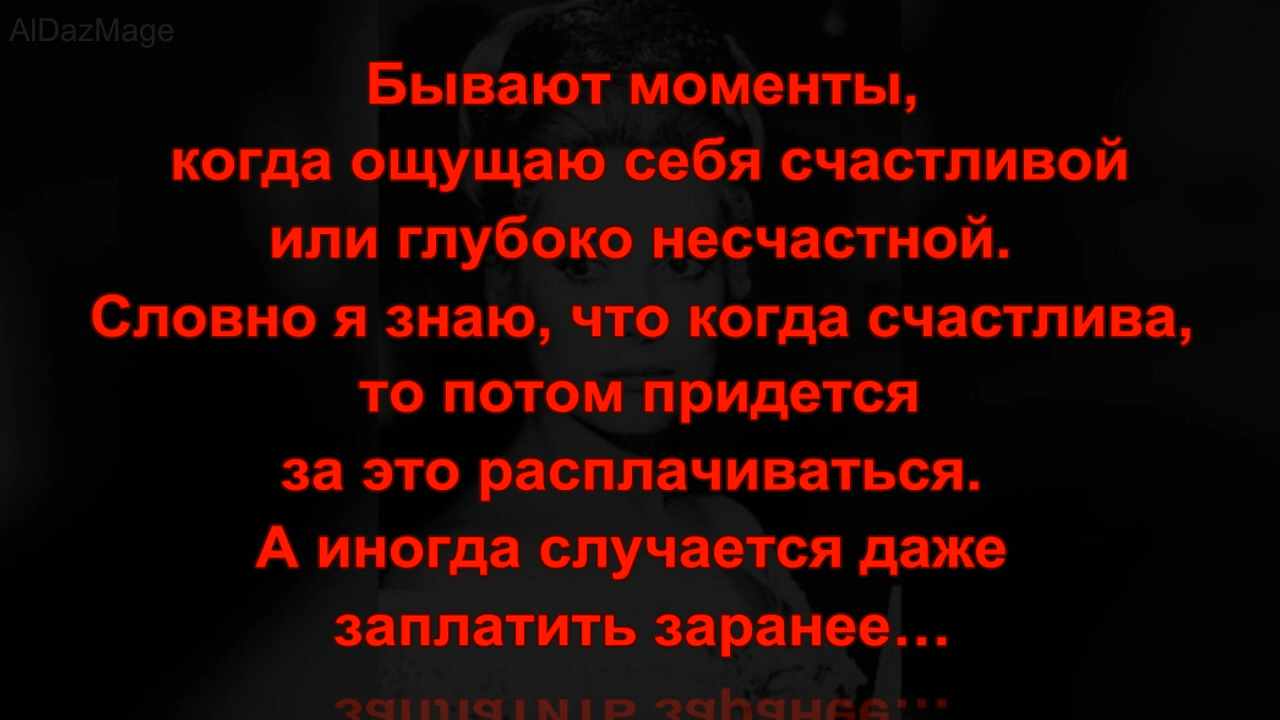 AlDazMage
Бывают моменты,
когда ощущаю себя счастливой
или глубоко несчастной.
Словно я знаю, что когда счастлива,
то потом придется
за это расплачиваться.
А иногда случается даже
заплатить заранее…